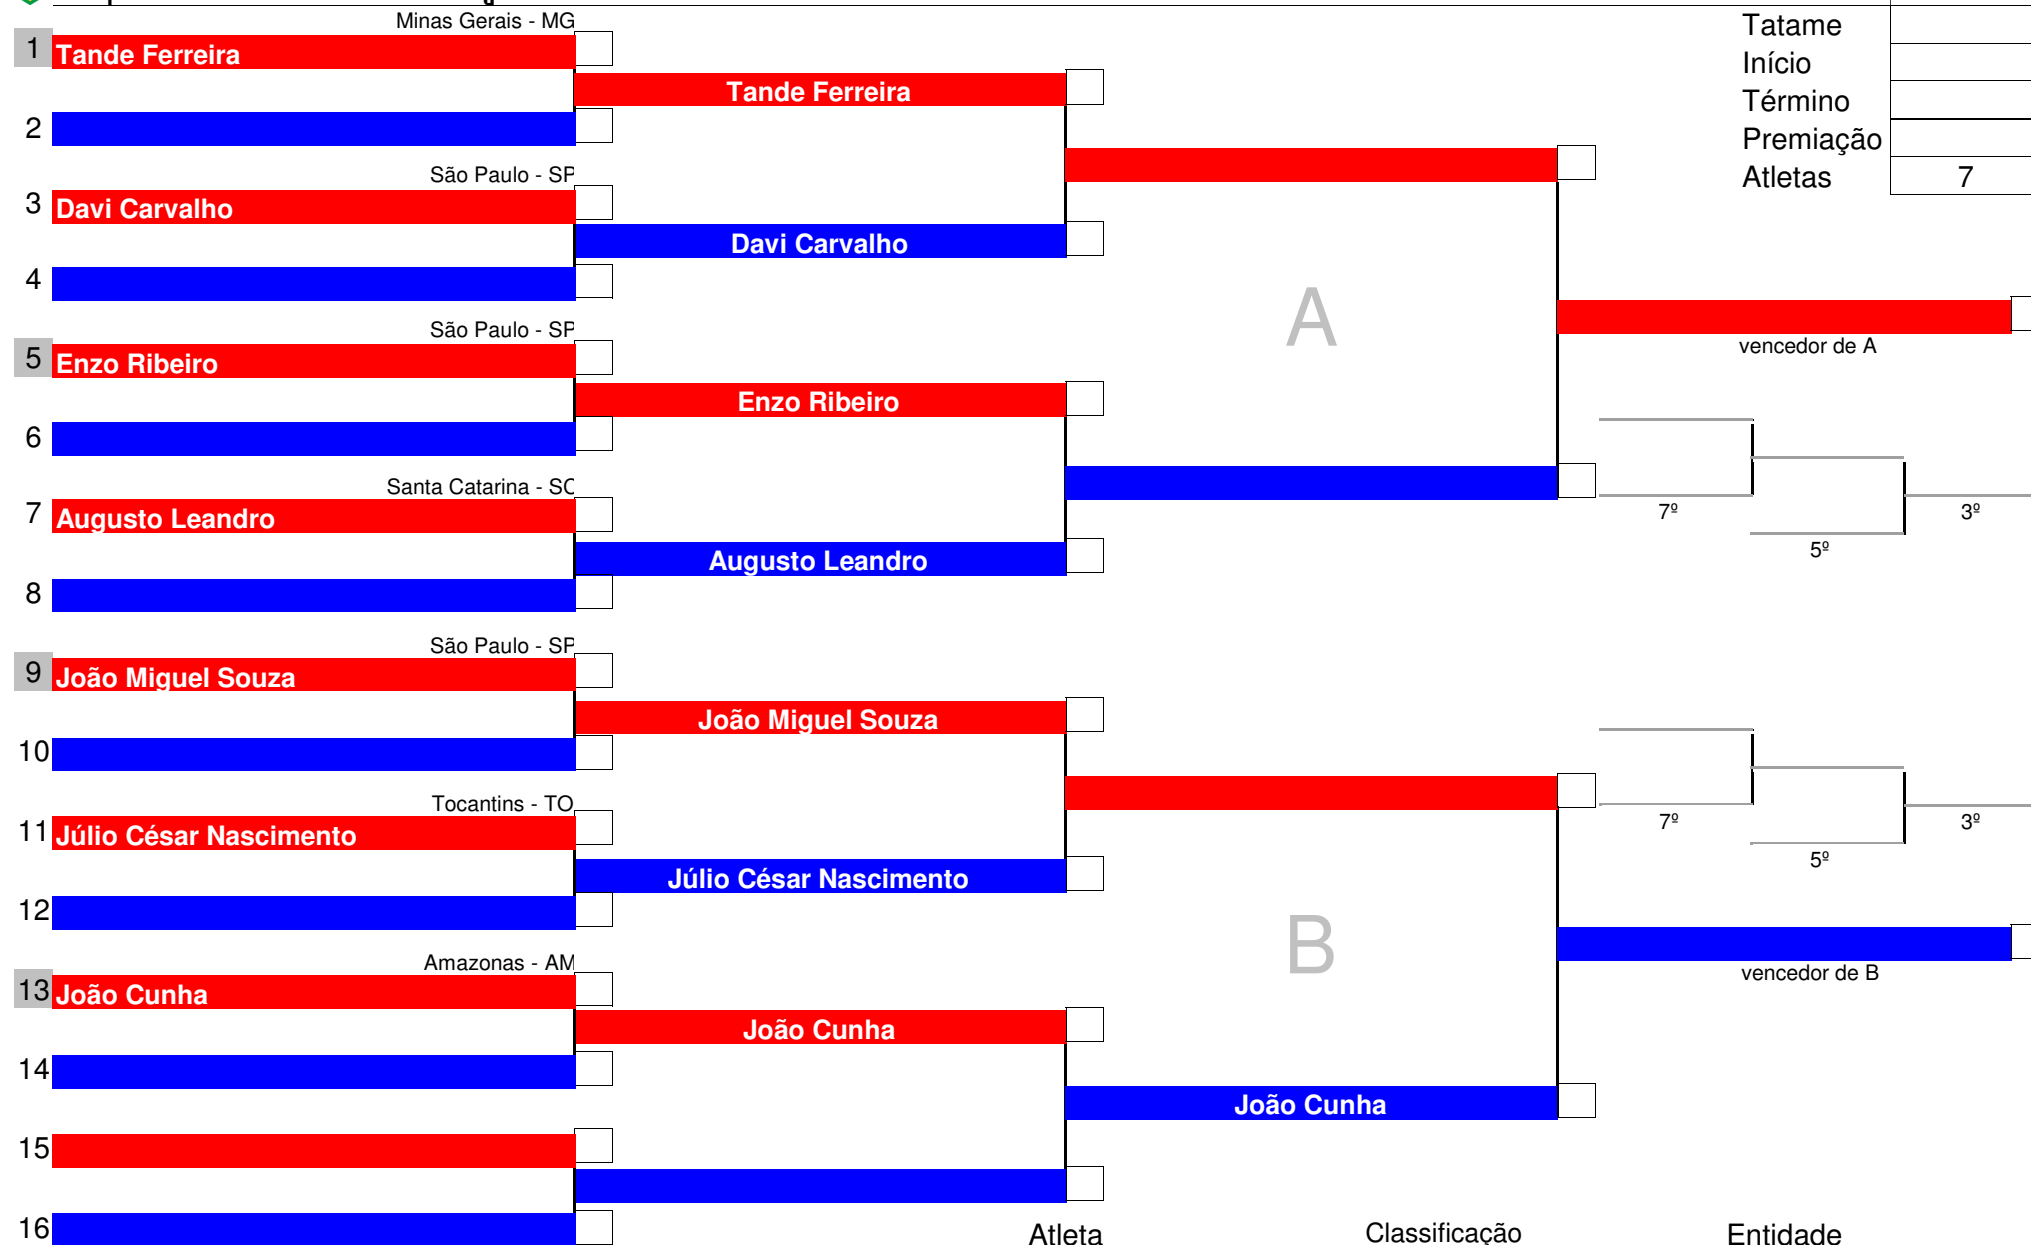 Minas Gerais - MG
1 Tande Ferreira
Tande Ferreira
2
São Paulo - SP
3 Davi Carvalho
Davi Carvalho
4
São Paulo - SP
5 Enzo Ribeiro
Enzo Ribeiro
6
Santa Catarina - SC
7 Augusto Leandro
Augusto Leandro
8
São Paulo - SP
9 João Miguel Souza
João Miguel Souza
10
Tocantins - TO
11 Júlio César Nascimento
Júlio César Nascimento
12
Amazonas - AM
13 João Cunha
João Cunha
14
João Cunha
15
16
A
B
Tatame
Início
Término
Premiação
Atletas 7
vencedor de A
7º
3º
5º
7º
3º
5º
vencedor de B
Atleta Classificação Entidade